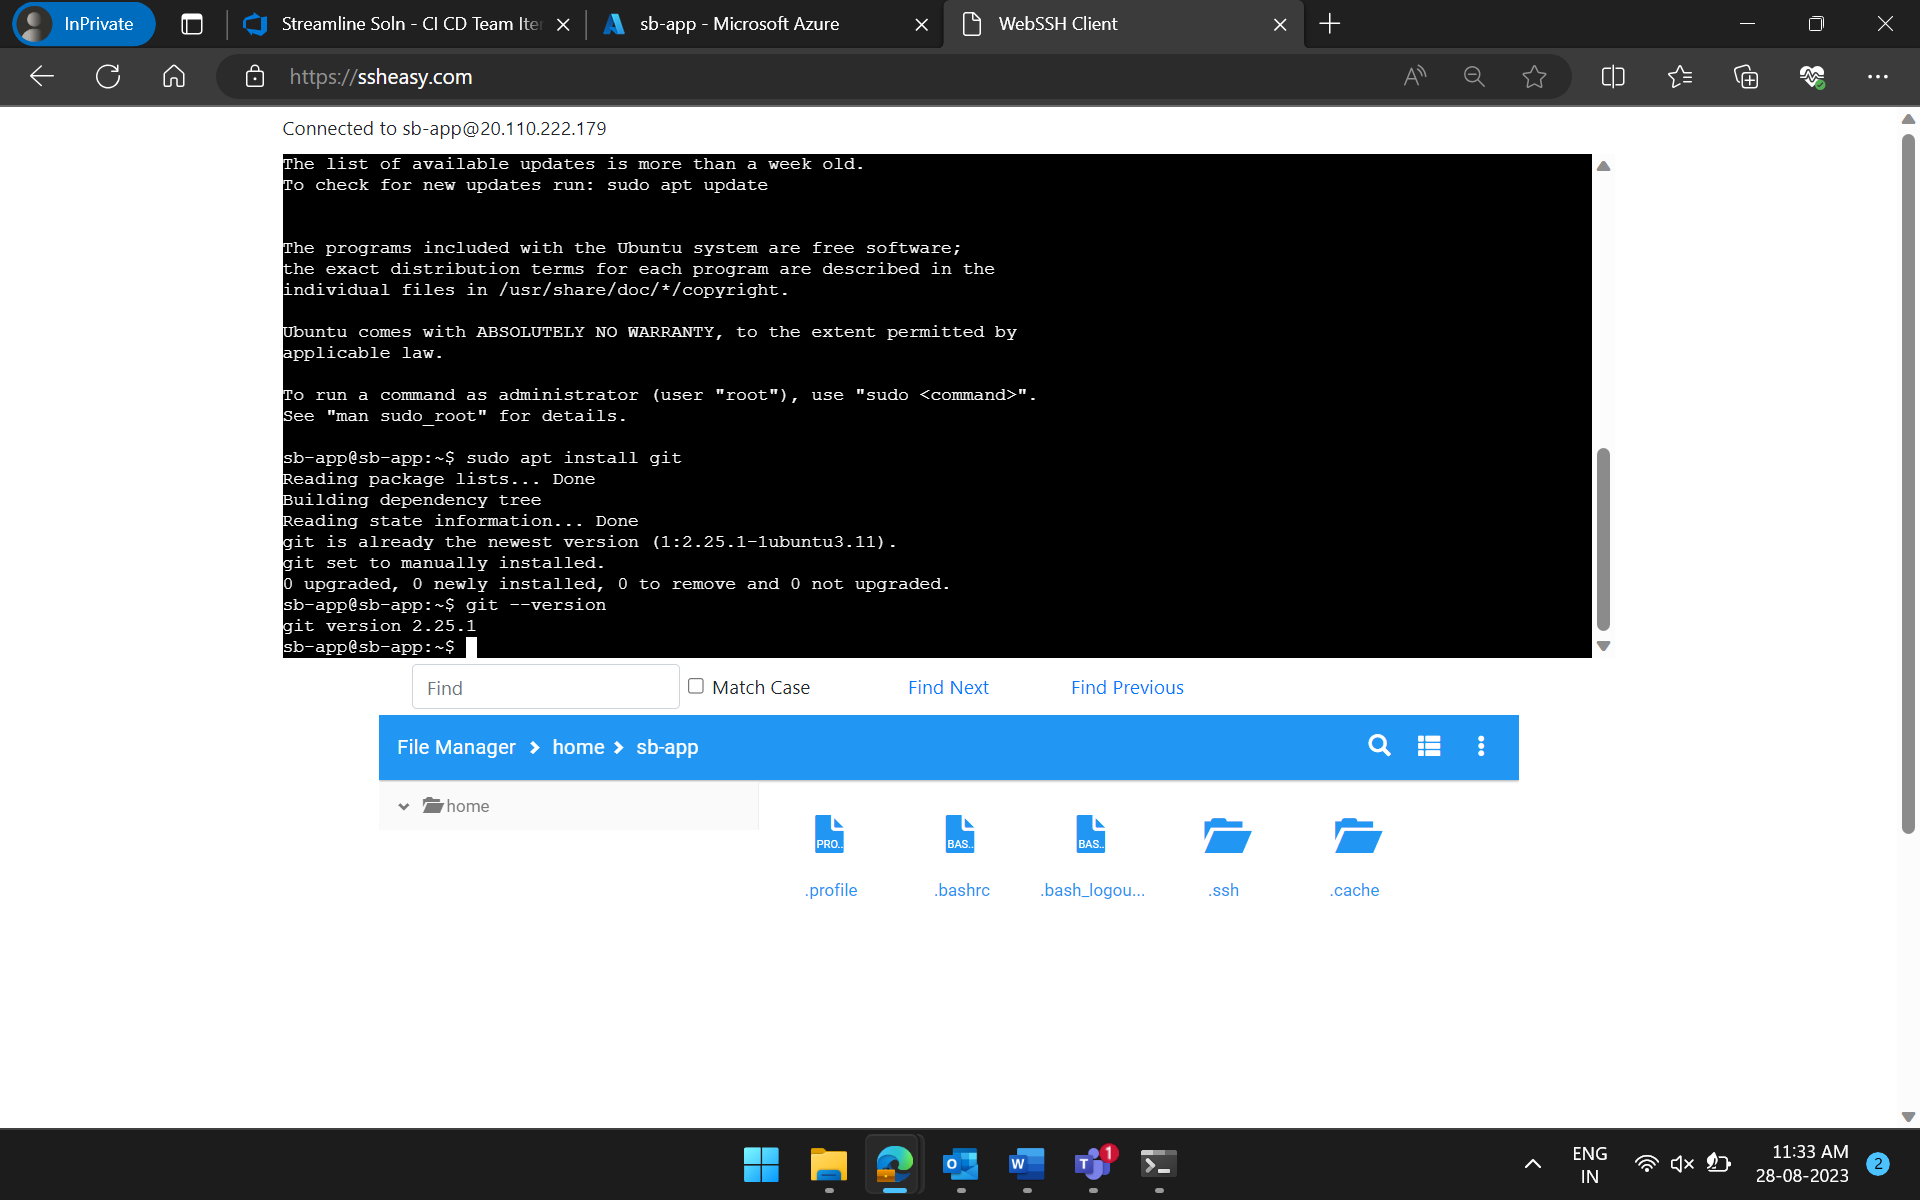 InPrivate
Streamline Soln - CI CD Team Iter
sb-app - Microsoft Azure
WebSSH Client
https://ssheasy.com
Connected to sb-app@20.110.222.179
The list of available updates is more than a week old.
To check for new updates run: sudo apt update
The programs included with the Ubuntu system are free software;
the exact distribution terms for each program are described in the
individual files in /usr/share/doc/*/copyright.
Ubuntu comes with ABSOLUTELY NO WARRANTY, to the extent permitted by
applicable law.
To run a command as administrator (user "root"), use "sudo <command>".
See "man sudo_root" for details.
sb-app@sb-app:~$ sudo apt install git
Reading package lists... Done
Building dependency tree
Reading state information... Done
git is already the newest version (1:2.25.1-1ubuntu3.11).
git set to manually installed.
0 upgraded, 0 newly installed, 0 to remove and 0 not upgraded.
sb-app@sb-app:~$ git --version
git version 2.25.1
sb-app@sb-app:~$
Find
Match Case
Find Next
Find Previous
File Manager > home > sb-app
home
PRO..
BAS..
BAS..
.profile
.bashrc
.bash_logou...
.ssh
.cache
1
ENG
IN
11:33 AM
28-08-2023
2